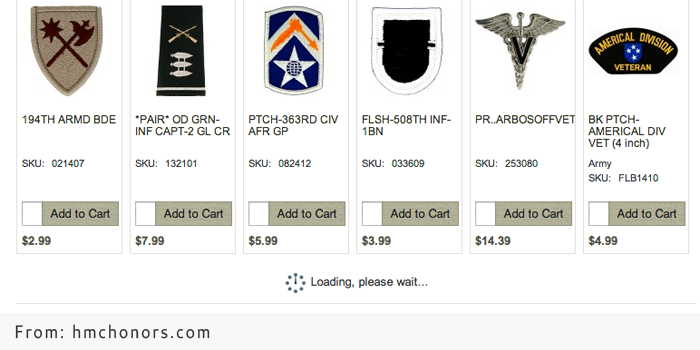 AMERICAL DIVISION
VETERAN
V
194TH ARMD BDE
*PAIR* OD GRN-
INF CAPT-2 GL CR
PTCH-363RD CIV
AFR GP
FLSH-508TH INF-
1BN
PR..ARBOSOFFVET
BK PTCH-
AMERICAL DIV
VET (4 inch)
SKU: 021407
SKU: 132101
SKU: 082412
SKU: 033609
SKU: 253080
Army
SKU: FLB1410
Add to Cart
Add to Cart
Add to Cart
Add to Cart
Add to Cart
Add to Cart
$2.99
$7.99
$5.99
$3.99
$14.39
$4.99
Loading, please wait...
From: hmchonors.com